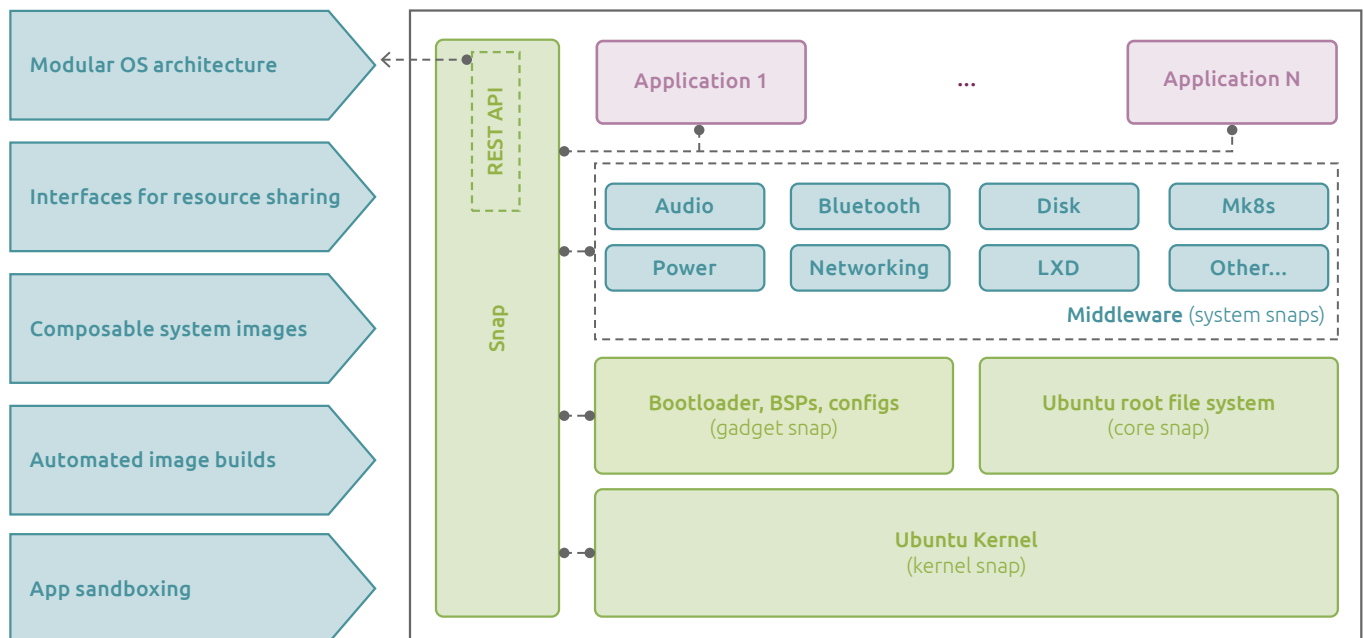 Modular OS architecture
Interfaces for resource sharing
Composable system images
Automated image builds
App sandboxing
REST API
Snap
Application 1
...
Application N
Audio
Bluetooth
Disk
Mk8s
Power
Networking
LXD
Other...
Middleware (system snaps)
Bootloader, BSPs, configs
(gadget snap)
Ubuntu root file system
(core snap)
Ubuntu Kernel
(kernel snap)